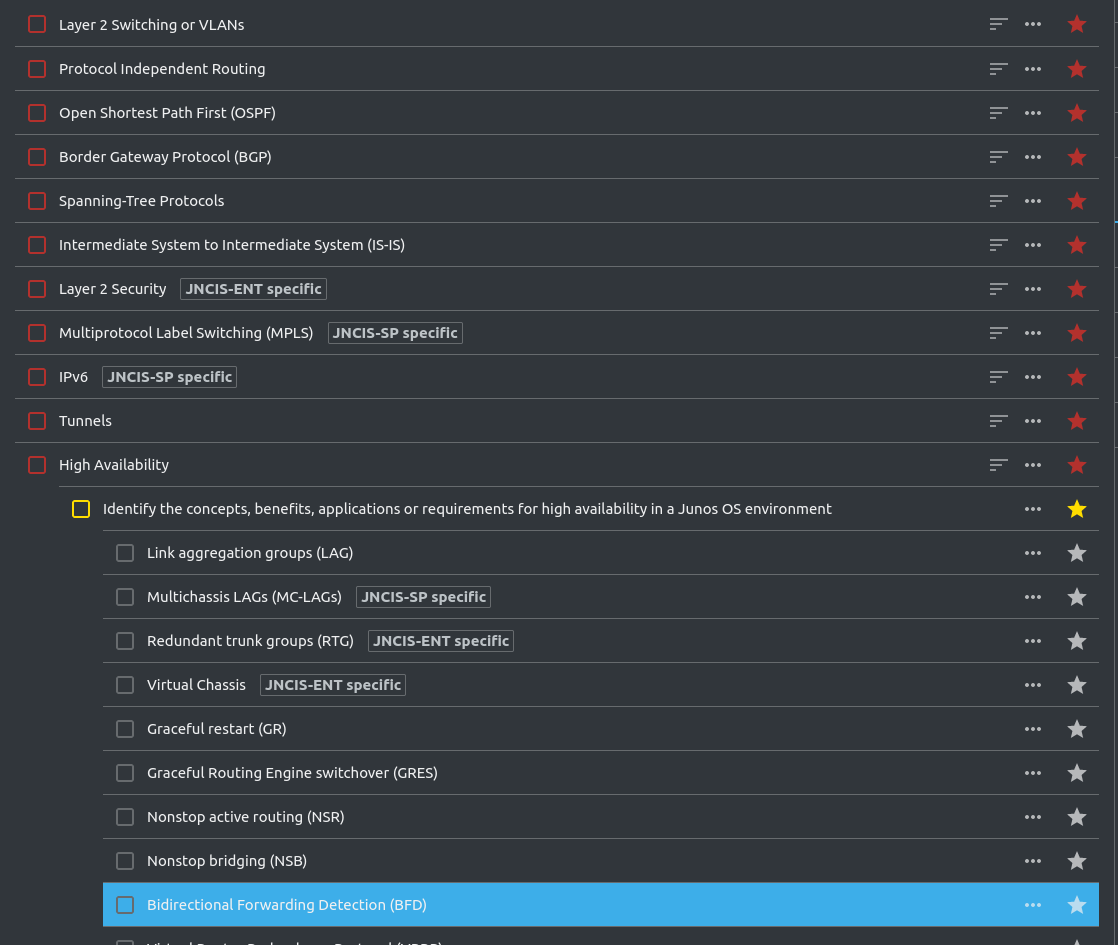 Layer 2 Switching or VLANs
Protocol Independent Routing
Open Shortest Path First (OSPF)
Border Gateway Protocol (BGP)
Spanning-Tree Protocols
Intermediate System to Intermediate System (IS-IS)
Layer 2 Security JNCIS-ENT specific
Multiprotocol Label Switching (MPLS) JNCIS-SP specific
IPv6 JNCIS-SP specific
Tunnels
High Availability
Identify the concepts, benefits, applications or requirements for high availability in a Junos OS environment
Link aggregation groups (LAG)
Multichassis LAGs (MC-LAGs) JNCIS-SP specific
Redundant trunk groups (RTG) JNCIS-ENT specific
Virtual Chassis JNCIS-ENT specific
Graceful restart (GR)
Graceful Routing Engine switchover (GRES)
Nonstop active routing (NSR)
Nonstop bridging (NSB)
Bidirectional Forwarding Detection (BFD)